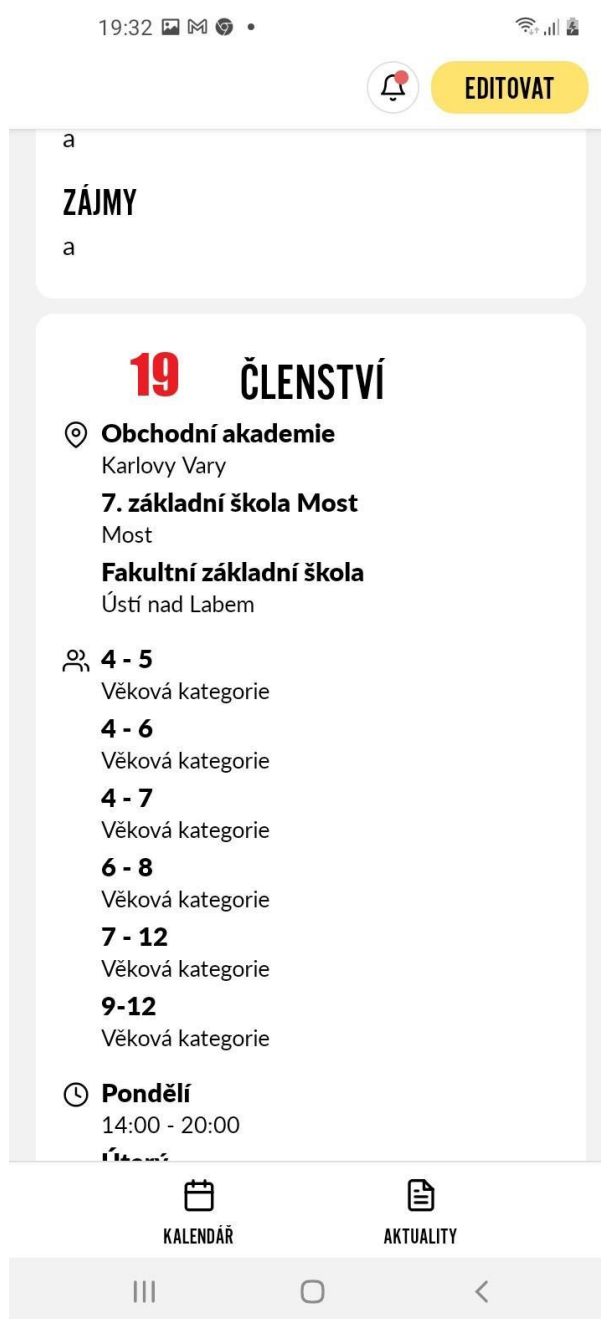 19:32
EDITOVAT
a
ZÁJMY
a
19 ČLENSTVÍ
Obchodní akademie
Karlovy Vary
7. základní škola Most
Most
Fakultní základní škola
Ústí nad Labem
4 - 5
Věková kategorie
4 - 6
Věková kategorie
4 - 7
Věková kategorie
6 - 8
Věková kategorie
7 - 12
Věková kategorie
9-12
Věková kategorie
Pondělí
14:00 - 20:00
Úterý
KALENDÁŘ AKTUALITY